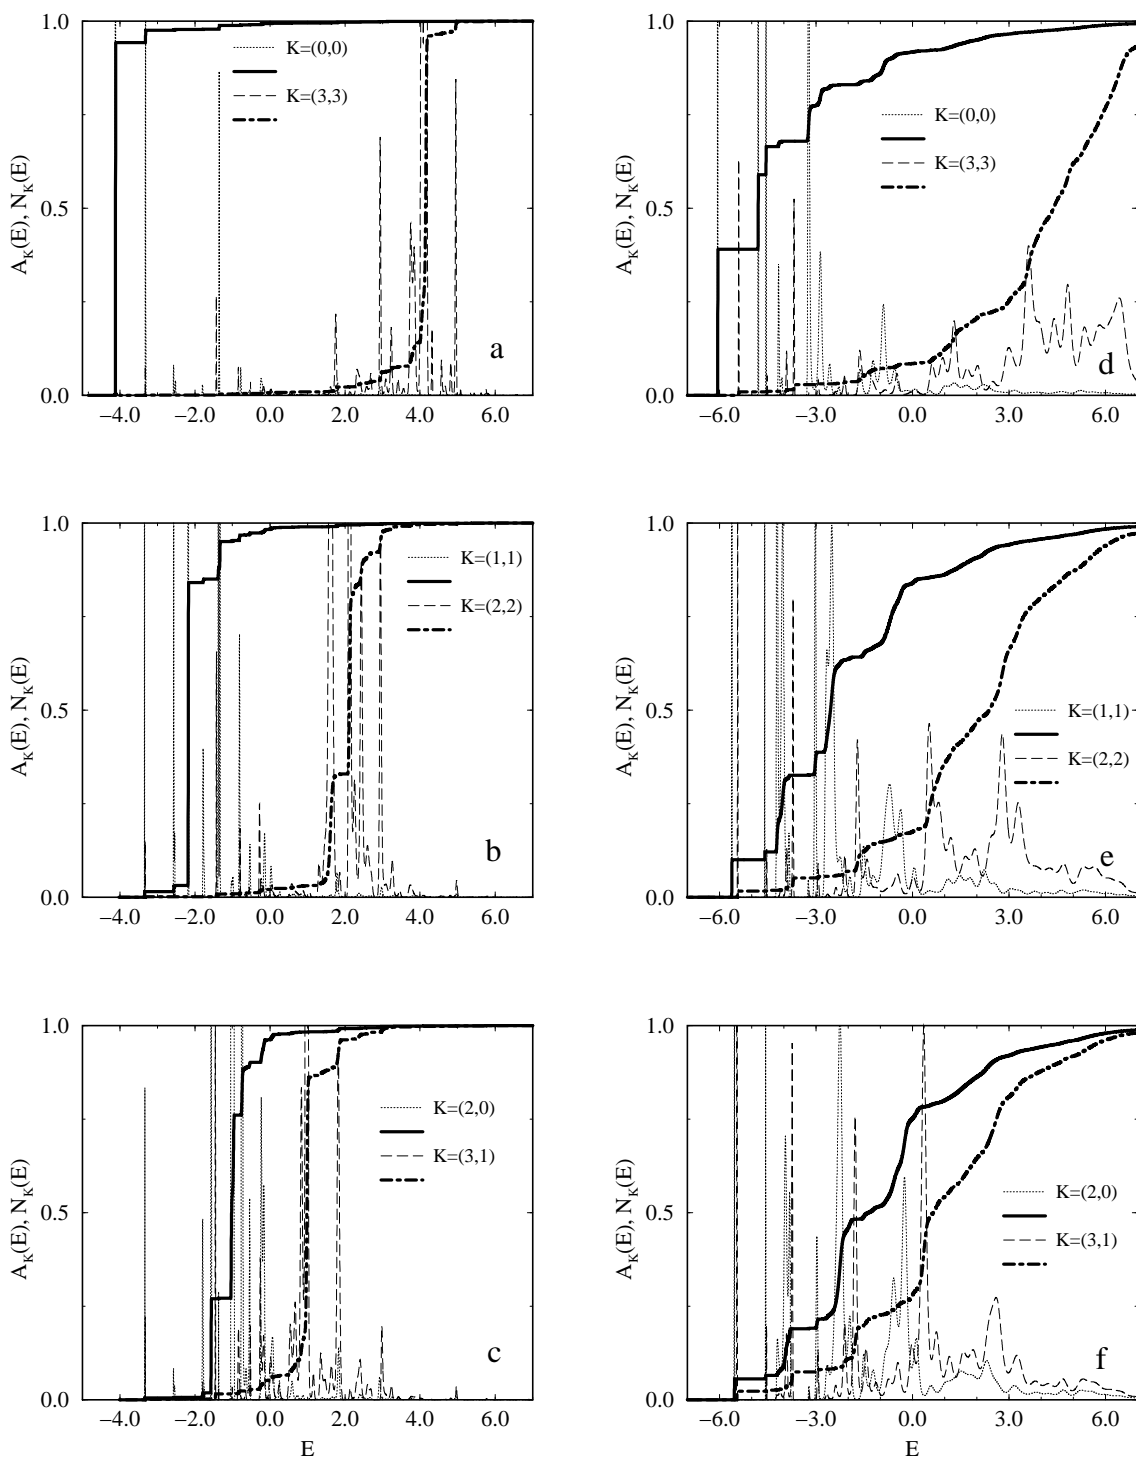 1.0
0.5
0.0
A_K(E), N_K(E)
K=(0,0)
K=(3,3)
a
−4.0 −2.0 0.0 2.0 4.0 6.0
1.0
0.5
0.0
A_K(E), N_K(E)
K=(0,0)
K=(3,3)
d
−6.0 −3.0 0.0 3.0 6.0
1.0
0.5
0.0
A_K(E), N_K(E)
K=(1,1)
K=(2,2)
b
−4.0 −2.0 0.0 2.0 4.0 6.0
1.0
0.5
0.0
A_K(E), N_K(E)
K=(1,1)
K=(2,2)
e
−6.0 −3.0 0.0 3.0 6.0
1.0
0.5
0.0
A_K(E), N_K(E)
K=(2,0)
K=(3,1)
c
−4.0 −2.0 0.0 2.0 4.0 6.0
E
1.0
0.5
0.0
A_K(E), N_K(E)
K=(2,0)
K=(3,1)
f
−6.0 −3.0 0.0 3.0 6.0
E